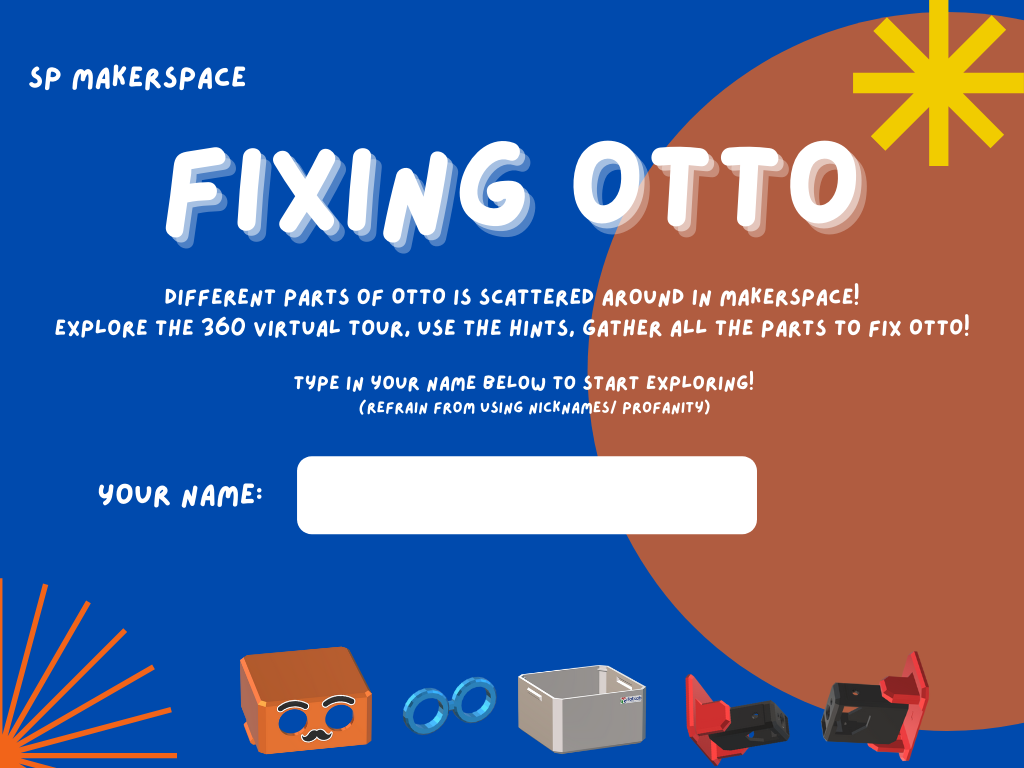 SP MAKERSPACE
FIXING OTTO
DIFFERENT PARTS OF OTTO IS SCATTERED AROUND IN MAKERSPACE!
EXPLORE THE 360 VIRTUAL TOUR, USE THE HINTS, GATHER ALL THE PARTS TO FIX OTTO!
TYPE IN YOUR NAME BELOW TO START EXPLORING!
(REFRAIN FROM USING NICKNAMES/ PROFANITY)
YOUR NAME: